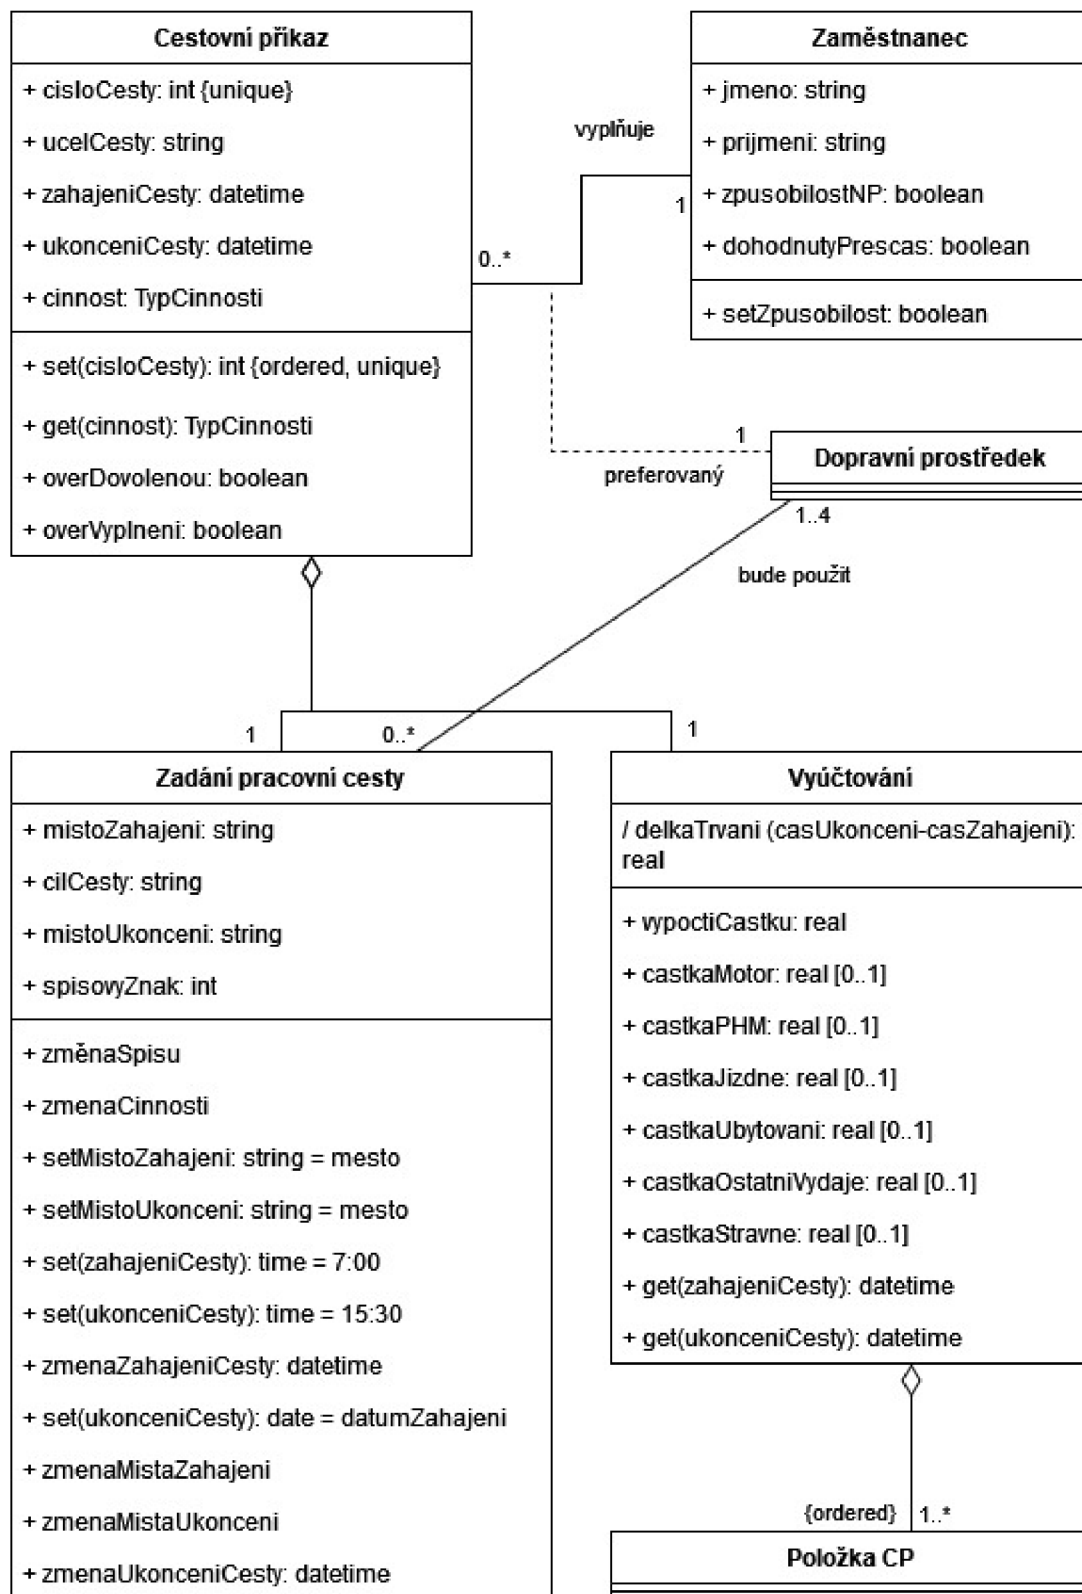 Cestovní příkaz
+ cisloCesty: int {unique}
+ ucelCesty: string
+ zahajeniCesty: datetime
+ ukonceniCesty: datetime
+ cinnost: TypCinnosti
+ set(cisloCesty): int {ordered, unique}
+ get(cinnost): TypCinnosti
+ overDovolenou: boolean
+ overVyplneni: boolean
vyplňuje
0..*
1
Zaměstnanec
+ jmeno: string
+ prijmeni: string
+ zpusobilostNP: boolean
+ dohodnutyPrescas: boolean
+ setZpusobilost: boolean
1
preferovaný
Dopravní prostředek
1..4
bude použit
1
0..*
1
Zadání pracovní cesty
+ mistoZahajeni: string
+ cilCesty: string
+ mistoUkonceni: string
+ spisovyZnak: int
+ změnaSpisu
+ zmenaCinnosti
+ setMistoZahajeni: string = mesto
+ setMistoUkonceni: string = mesto
+ set(zahajeniCesty): time = 7:00
+ set(ukonceniCesty): time = 15:30
+ zmenaZahajeniCesty: datetime
+ set(ukonceniCesty): date = datumZahajeni
+ zmenaMistaZahajeni
+ zmenaMistaUkonceni
+ zmenaUkonceniCesty: datetime
Vyúčtování
/ delkaTrvani (casUkonceni-casZahajeni):
real
+ vypoctiCastku: real
+ castkaMotor: real [0..1]
+ castkaPHM: real [0..1]
+ castkaJizdne: real [0..1]
+ castkaUbytovani: real [0..1]
+ castkaOstatniVydaje: real [0..1]
+ castkaStravne: real [0..1]
+ get(zahajeniCesty): datetime
+ get(ukonceniCesty): datetime
{ordered}
1..*
Položka CP